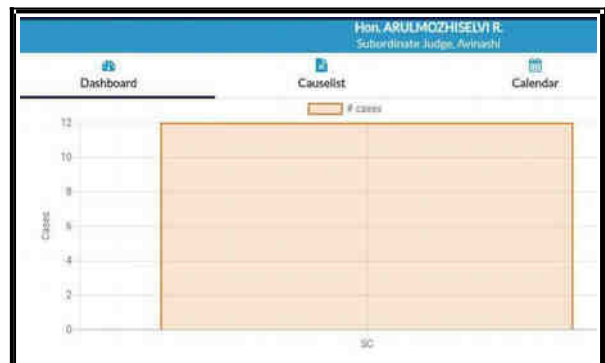 Hon. ARULMOZHISELVI R.
Subordinate Judge, Avinashi
Dashboard Causelist Calendar
# cases
12
10
8
6
4
2
0
Cases
SC